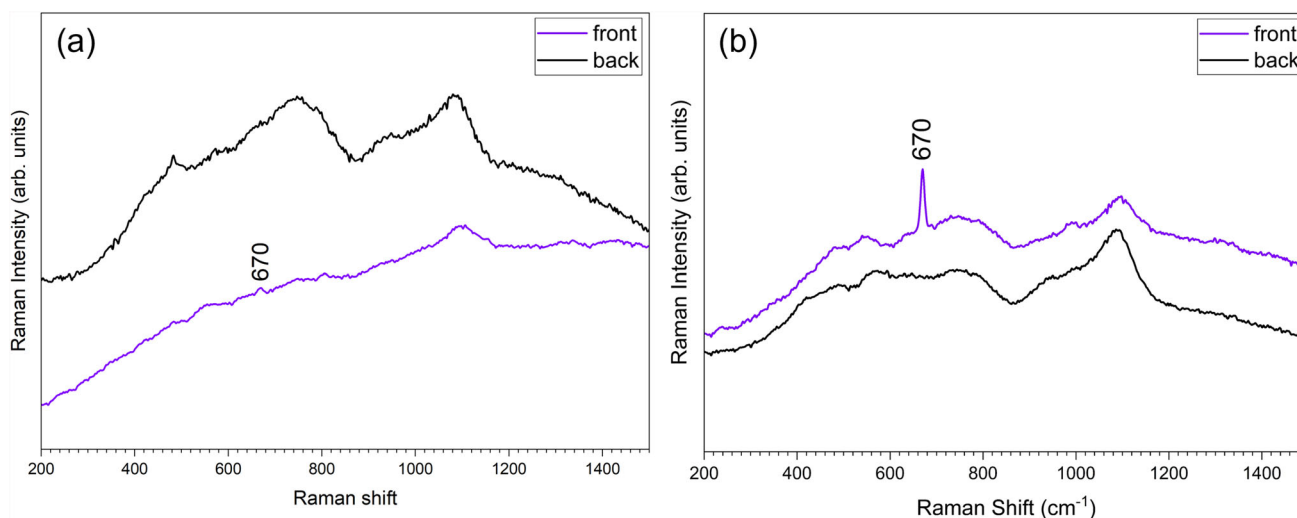 (a)
front
back
670
Raman Intensity (arb. units)
200 400 600 800 1000 1200 1400
Raman shift
(b)
front
back
670
Raman Intensity (arb. units)
200 400 600 800 1000 1200 1400
Raman Shift (cm⁻¹)